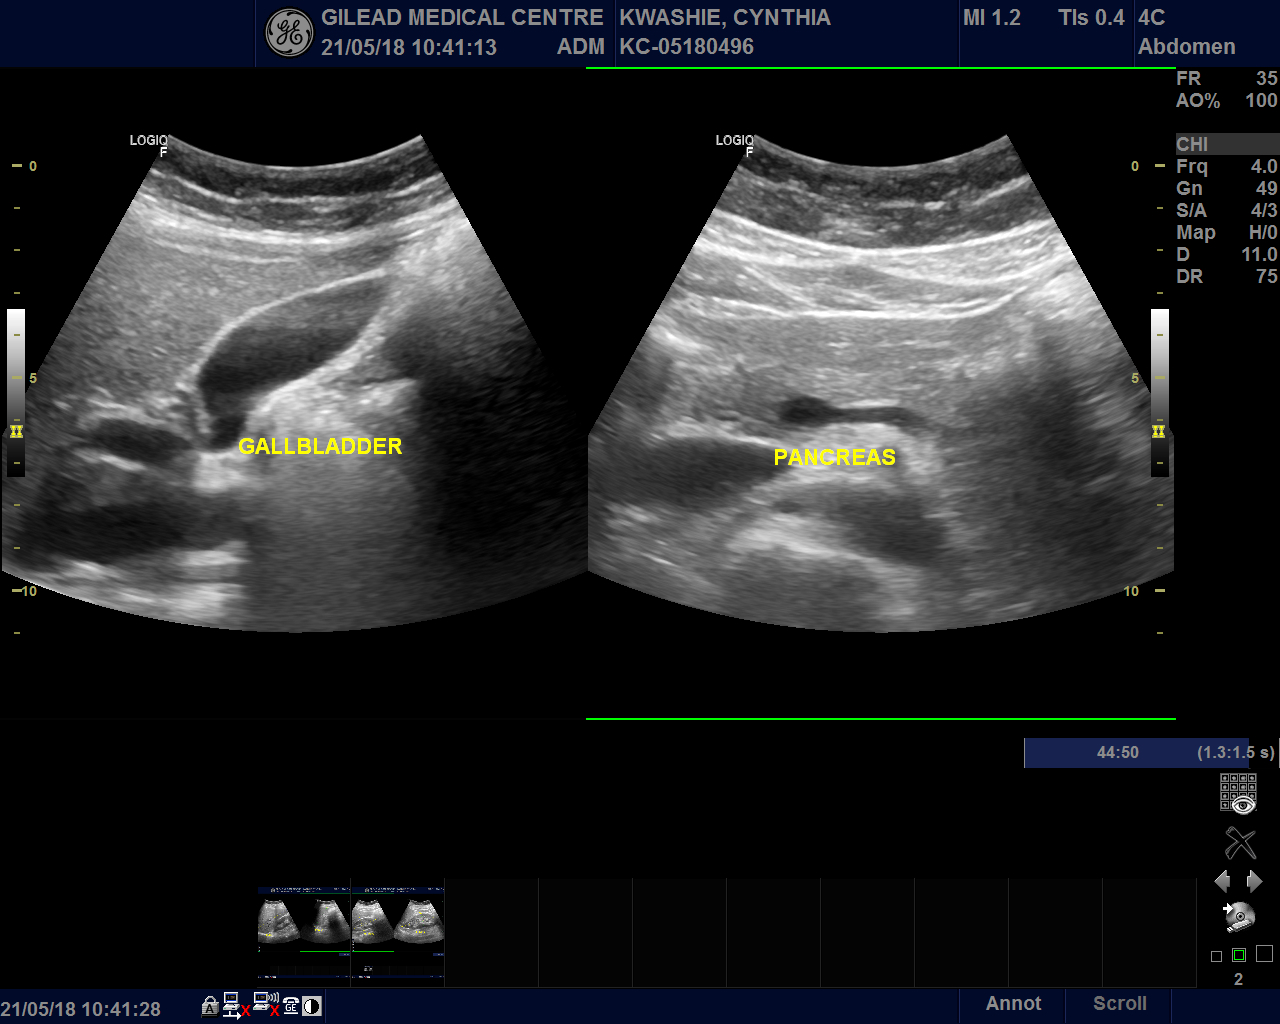 GILEAD MEDICAL CENTRE
21/05/18 10:41:13 ADM
KWASHIE, CYNTHIA
KC-05180496
MI 1.2 TIs 0.4
4C
Abdomen
FR 35
AO% 100
CHI
Frq 4.0
Gn 49
S/A 4/3
Map H/0
D 11.0
DR 75
LOGIQ
F
0
5
10
GALLBLADDER
LOGIQ
F
0
5
10
PANCREAS
44:50 (1.3:1.5 s)
2
21/05/18 10:41:28
A
GE
Annot
Scroll